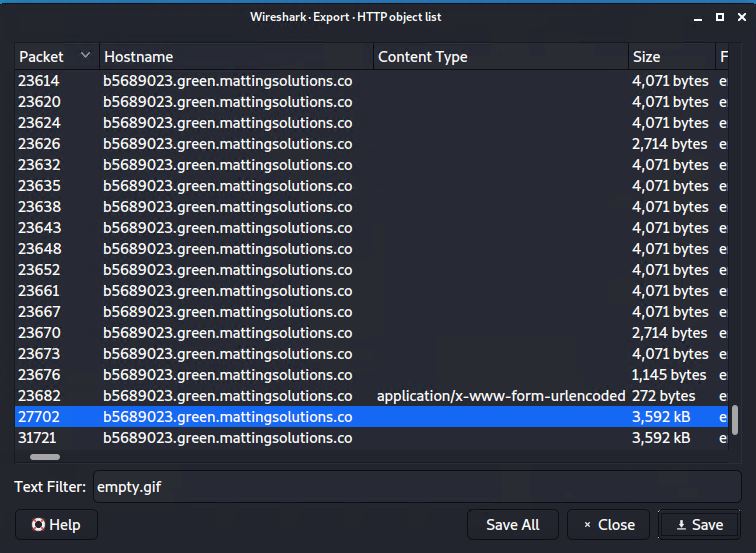 Wireshark · Export · HTTP object list
Packet Hostname Content Type Size F
23614 b5689023.green.mattingsolutions.co 4,071 bytes e
23620 b5689023.green.mattingsolutions.co 4,071 bytes e
23624 b5689023.green.mattingsolutions.co 4,071 bytes e
23626 b5689023.green.mattingsolutions.co 2,714 bytes e
23632 b5689023.green.mattingsolutions.co 4,071 bytes e
23635 b5689023.green.mattingsolutions.co 4,071 bytes e
23638 b5689023.green.mattingsolutions.co 4,071 bytes e
23643 b5689023.green.mattingsolutions.co 4,071 bytes e
23648 b5689023.green.mattingsolutions.co 4,071 bytes e
23652 b5689023.green.mattingsolutions.co 4,071 bytes e
23661 b5689023.green.mattingsolutions.co 4,071 bytes e
23667 b5689023.green.mattingsolutions.co 4,071 bytes e
23670 b5689023.green.mattingsolutions.co 2,714 bytes e
23673 b5689023.green.mattingsolutions.co 4,071 bytes e
23676 b5689023.green.mattingsolutions.co 1,145 bytes e
23682 b5689023.green.mattingsolutions.co application/x-www-form-urlencoded 272 bytes e
27702 b5689023.green.mattingsolutions.co 3,592 kB e
31721 b5689023.green.mattingsolutions.co 3,592 kB e
Text Filter: empty.gif
Help Save All Close Save